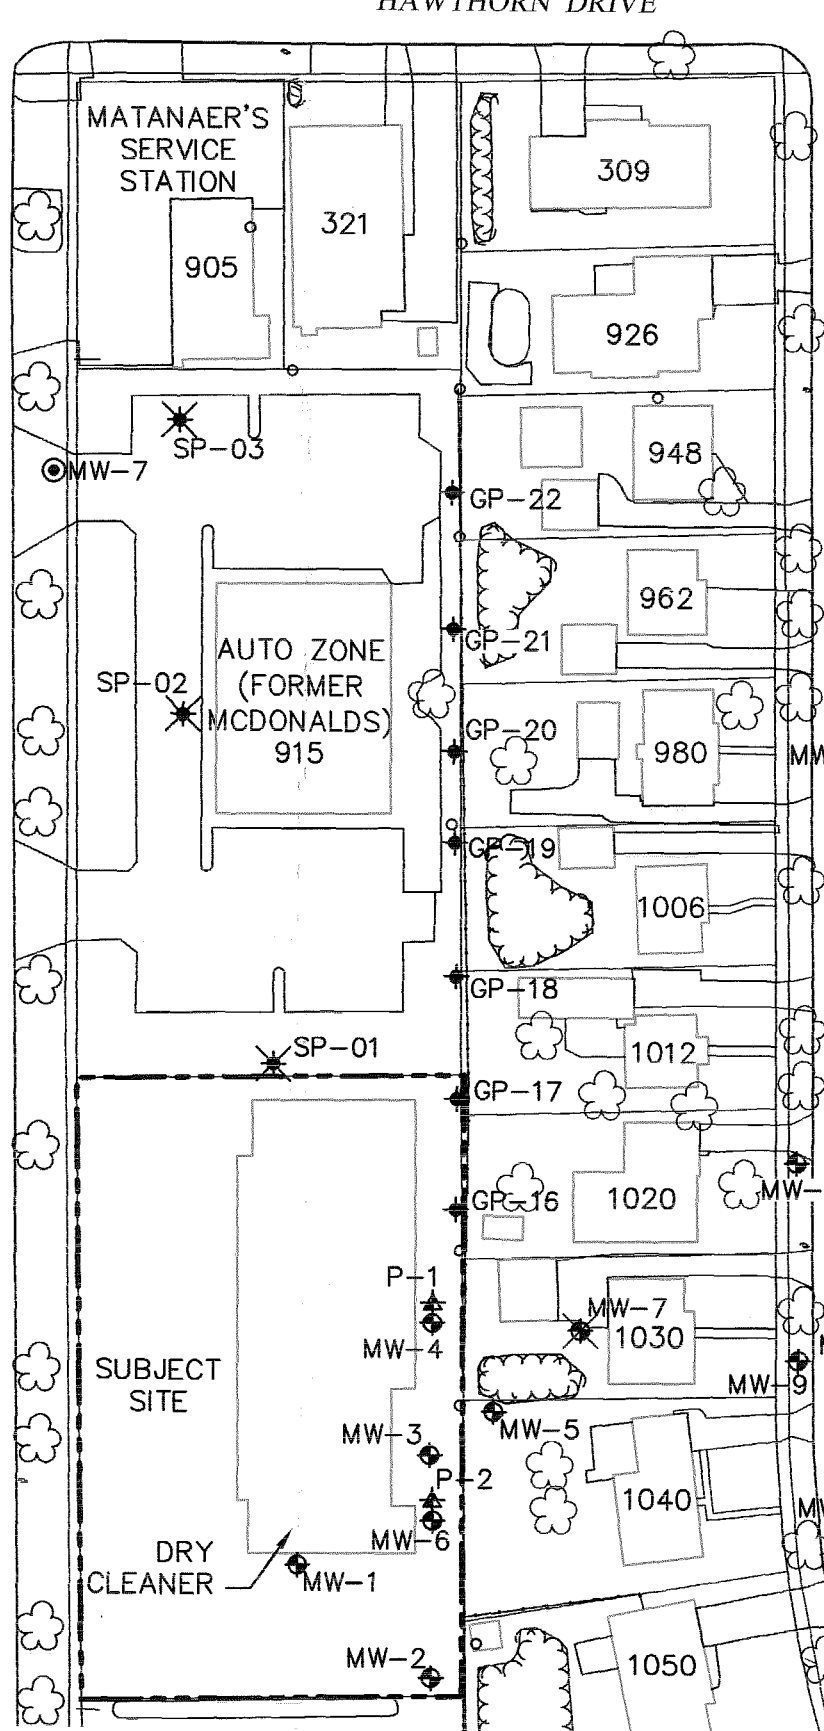 HAWTHORN DRIVE
MATANAER'S
SERVICE
STATION
309
321
905
926
SP-03
948
MW-7
GP-22
962
GP-21
AUTO ZONE
(FORMER
MCDONALDS)
915
SP-02
GP-20
980
MW
GP-19
1006
GP-18
SP-01
1012
GP-17
MW-
GP-16
1020
P-1
MW-7
1030
MW-4
SUBJECT
SITE
MW-9
MW-3
MW-5
P-2
1040
MW-6
DRY
CLEANER
MW-1
MW-2
1050